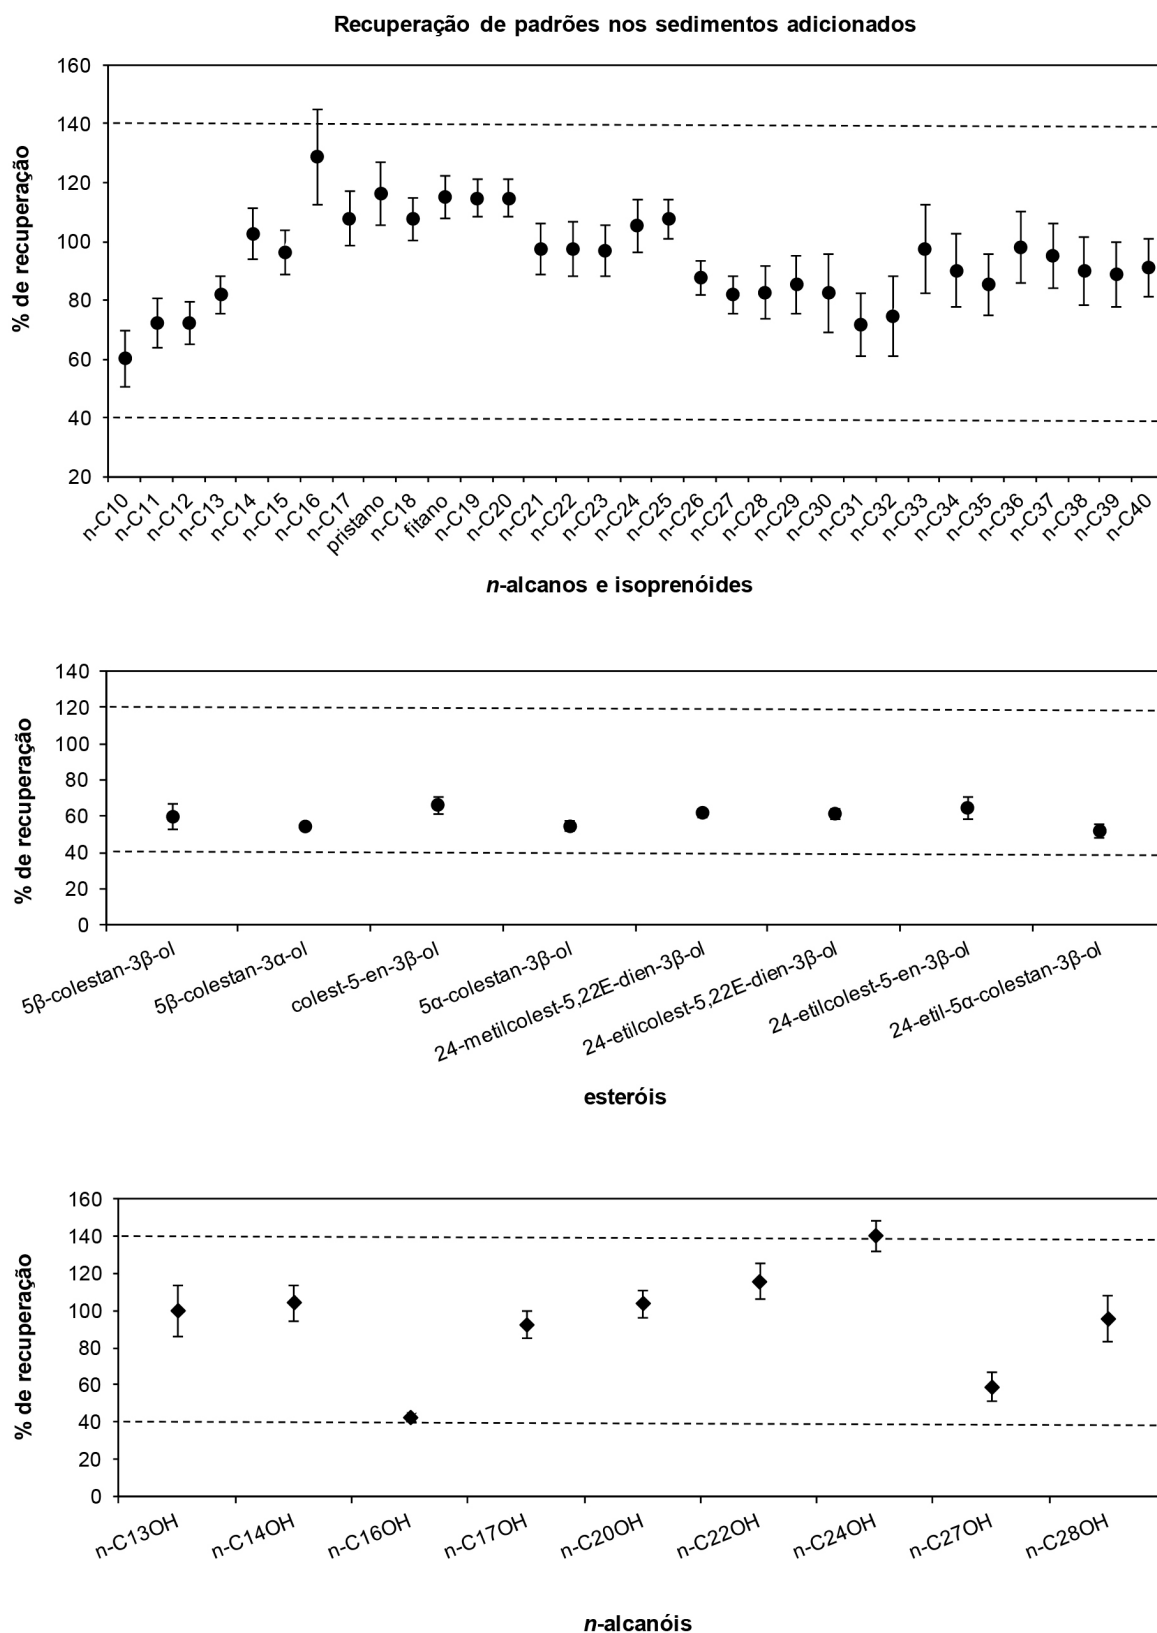 Recuperação de padrões nos sedimentos adicionados
160
140
120
100
80
60
40
20
% de recuperação
n-C10
n-C11
n-C12
n-C13
n-C14
n-C15
n-C16
n-C17
pristano
n-C18
fitano
n-C19
n-C20
n-C21
n-C22
n-C23
n-C24
n-C25
n-C26
n-C27
n-C28
n-C29
n-C30
n-C31
n-C32
n-C33
n-C34
n-C35
n-C36
n-C37
n-C38
n-C39
n-C40
n-alcanos e isoprenóides
140
120
100
80
60
40
20
0
% de recuperação
5β-colestan-3β-ol
5β-colestan-3α-ol
colest-5-en-3β-ol
5α-colestan-3β-ol
24-metilcolest-5,22E-dien-3β-ol
24-etilcolest-5,22E-dien-3β-ol
24-etilcolest-5-en-3β-ol
24-etil-5α-colestan-3β-ol
esteróis
160
140
120
100
80
60
40
20
0
% de recuperação
n-C13OH
n-C14OH
n-C16OH
n-C17OH
n-C20OH
n-C22OH
n-C24OH
n-C27OH
n-C28OH
n-alcanóis